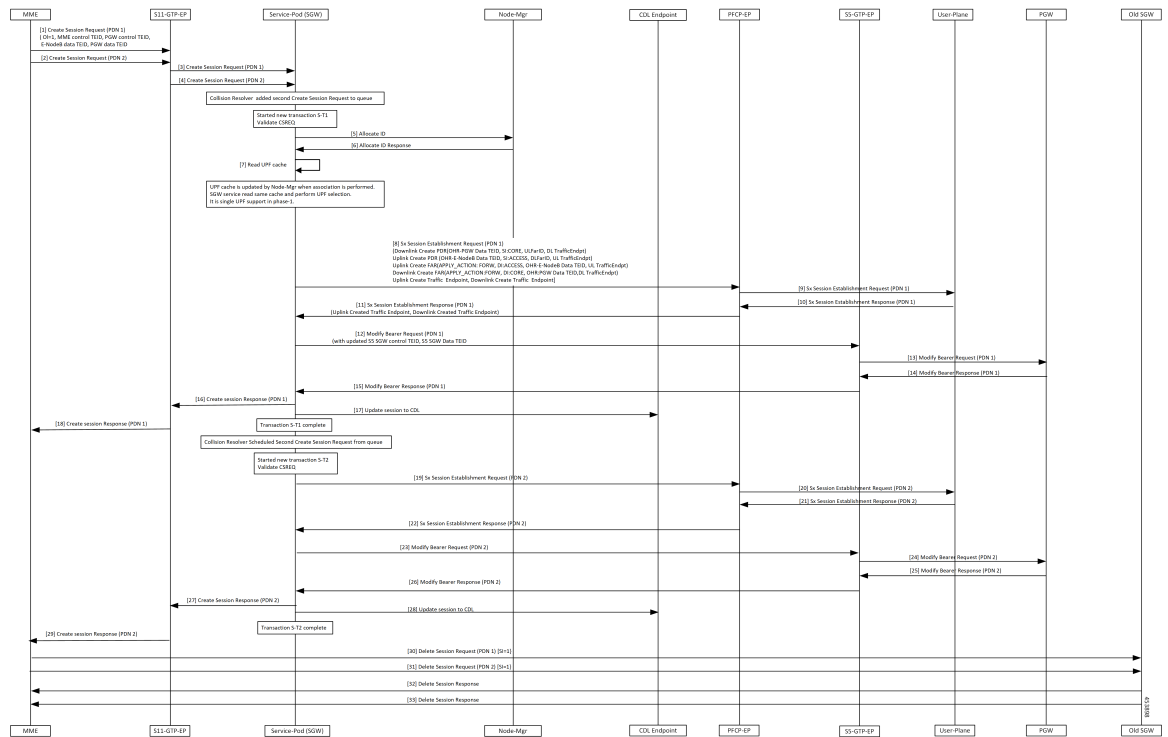 MME
S11-GTP-EP
Service-Pod (SGW)
Node-Mgr
CDL Endpoint
PFCP-EP
S5-GTP-EP
User-Plane
PGW
Old SGW
[1] Create Session Request (PDN 1)
( OI=1, MME control TEID, PGW control TEID,
E-NodeB data TEID, PGW data TEID
[2] Create Session Request (PDN 2)
[3] Create Session Request (PDN 1)
[4] Create Session Request (PDN 2)
Collision Resolver added second Create Session Request to queue
Started new transaction S-T1
Validate CSREQ
[5] Allocate ID
[6] Allocate ID Response
[7] Read UPF cache
UPF cache is updated by Node-Mgr when association is performed.
SGW service read same cache and perform UPF selection.
It is single UPF support in phase-1.
[8] Sx Session Establishment Request (PDN 1)
(Downlink Create PDR(OHR-PGW Data TEID, SI:CORE, ULFarID, DL TrafficEndpt)
Uplink Create PDR (OHR-E-NodeB Data TEID, SI:ACCESS, DLFarID, UL TrafficEndpt)
Uplink Create FAR(APPLY_ACTION: FORW, DI:ACCESS, OHR-E-NodeB Data TEID, UL TrafficEndpt)
Downlink Create FAR(APPLY_ACTION:FORW, DI:CORE, OHR:PGW Data TEID,DL TrafficEndpt)
Uplink Create Traffic Endpoint, Downlink Create Traffic Endpoint]
[9] Sx Session Establishment Request (PDN 1)
[10] Sx Session Establishment Response (PDN 1)
[11] Sx Session Establishment Response (PDN 1)
(Uplink Created Traffic Endpoint, Downlink Created Traffic Endpoint)
[12] Modify Bearer Request (PDN 1)
(with updated S5 SGW control TEID, S5 SGW Data TEID
[13] Modify Bearer Request (PDN 1)
[14] Modify Bearer Response (PDN 1)
[15] Modify Bearer Response (PDN 1)
[16] Create session Response (PDN 1)
[17] Update session to CDL
Transaction S-T1 complete
[18] Create session Response (PDN 1)
Collision Resolver Scheduled Second Create Session Request from queue
Started new transaction S-T2
Validate CSREQ
[19] Sx Session Establishment Request (PDN 2)
[20] Sx Session Establishment Request (PDN 2)
[21] Sx Session Establishment Response (PDN 2)
[22] Sx Session Establishment Response (PDN 2)
[23] Modify Bearer Request (PDN 2)
[24] Modify Bearer Request (PDN 2)
[25] Modify Bearer Response (PDN 2)
[26] Modify Bearer Response (PDN 2)
[27] Create Session Response (PDN 2)
[28] Update session to CDL
Transaction S-T2 complete
[29] Create session Response (PDN 2)
[30] Delete Session Request (PDN 1) [SI=1]
[31] Delete Session Request (PDN 2) [SI=1]
[32] Delete Session Response
[33] Delete Session Response
453898
MME
S11-GTP-EP
Service-Pod (SGW)
Node-Mgr
CDL Endpoint
PFCP-EP
S5-GTP-EP
User-Plane
PGW
Old SGW